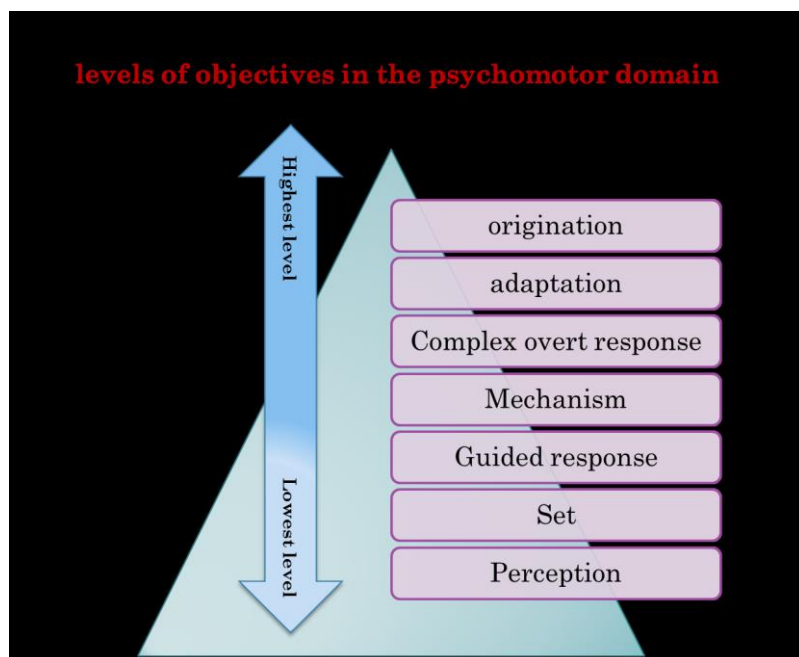 levels of objectives in the psychomotor domain
Highest level
origination
adaptation
Complex overt response
Mechanism
Guided response
Lowest level
Set
Perception